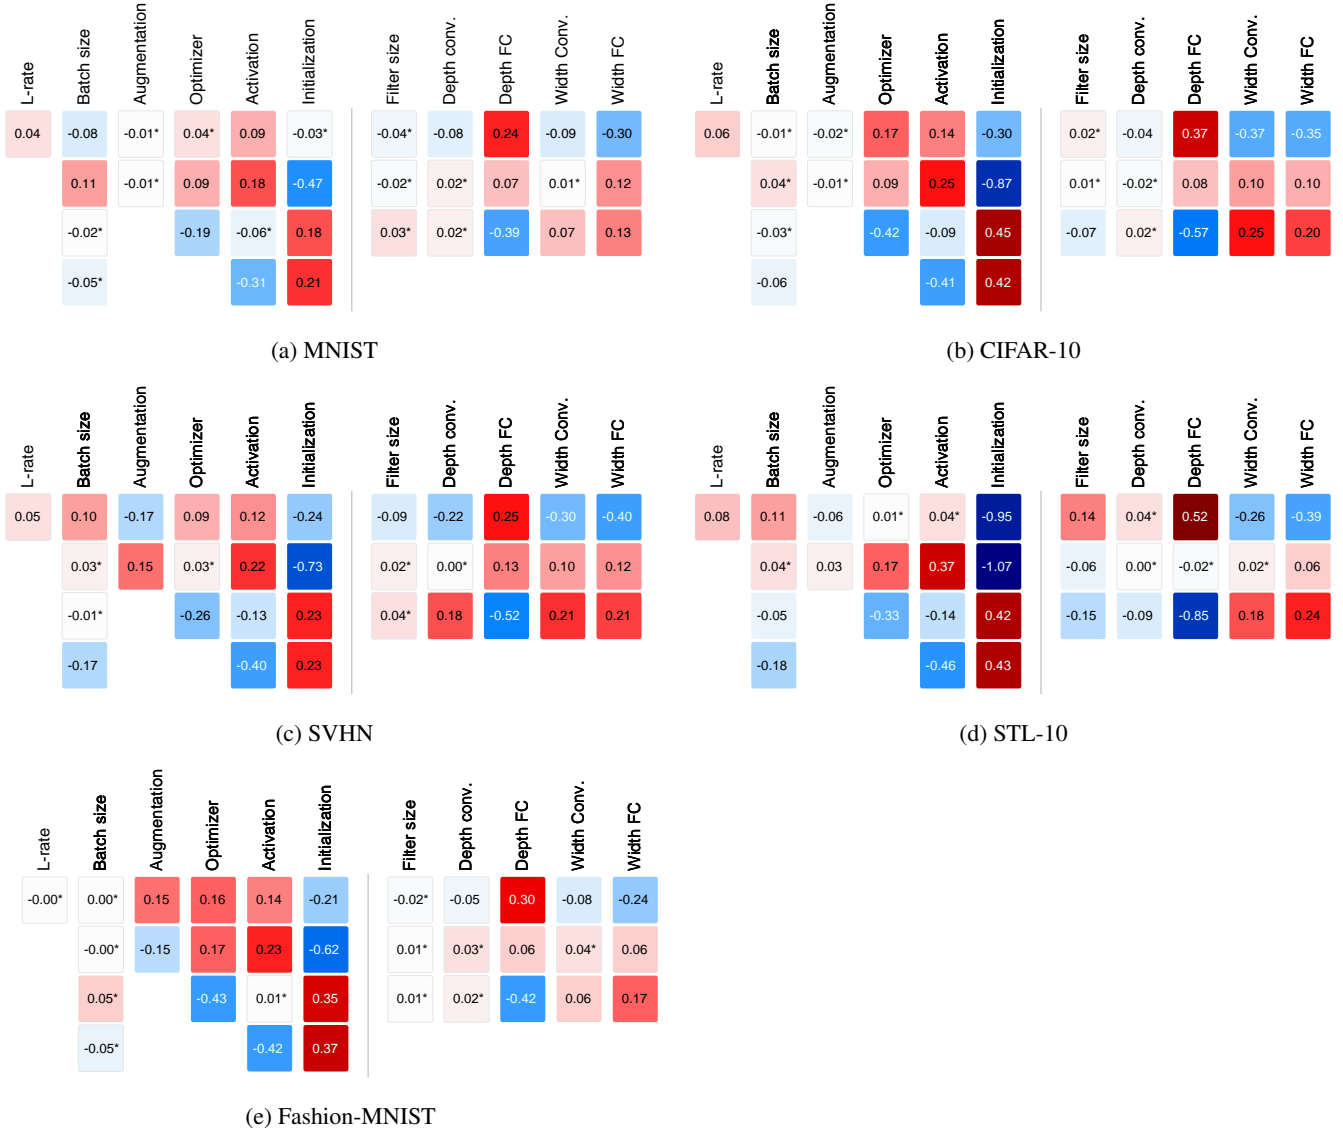 L-rate Batch size Augmentation Optimizer Activation Initialization Filter size Depth conv. Depth FC Width Conv. Width FC
0.04 -0.08 -0.01* 0.04* 0.09 -0.03* -0.04* -0.08 0.24 -0.09 -0.30
0.11 -0.01* 0.09 0.18 -0.47 -0.02* 0.02* 0.07 0.01* 0.12
-0.02* -0.19 -0.06* 0.18 0.03* 0.02* -0.39 0.07 0.13
-0.05* -0.31 0.21
(a) MNIST
L-rate Batch size Augmentation Optimizer Activation Initialization Filter size Depth conv. Depth FC Width Conv. Width FC
0.06 -0.01* -0.02* 0.17 0.14 -0.30 0.02* -0.04 0.37 -0.37 -0.35
0.04* -0.01* 0.09 0.25 -0.87 0.01* -0.02* 0.08 0.10 0.10
-0.03* -0.42 -0.09 0.45 -0.07 0.02* -0.57 0.25 0.20
-0.06 -0.41 0.42
(b) CIFAR-10
L-rate Batch size Augmentation Optimizer Activation Initialization Filter size Depth conv. Depth FC Width Conv. Width FC
0.05 0.10 -0.17 0.09 0.12 -0.24 -0.09 -0.22 0.25 -0.30 -0.40
0.03* 0.15 0.03* 0.22 -0.73 0.02* 0.00* 0.13 0.10 0.12
-0.01* -0.26 -0.13 0.23 0.04* 0.18 -0.52 0.21 0.21
-0.17 -0.40 0.23
(c) SVHN
L-rate Batch size Augmentation Optimizer Activation Initialization Filter size Depth conv. Depth FC Width Conv. Width FC
0.08 0.11 -0.06 0.01* 0.04* -0.95 0.14 0.04* 0.52 -0.26 -0.39
0.04* 0.03 0.17 0.37 -1.07 -0.06 0.00* -0.02* 0.02* 0.06
-0.05 -0.33 -0.14 0.42 -0.15 -0.09 -0.85 0.18 0.24
-0.18 -0.46 0.43
(d) STL-10
L-rate Batch size Augmentation Optimizer Activation Initialization Filter size Depth conv. Depth FC Width Conv. Width FC
-0.00* 0.00* 0.15 0.16 0.14 -0.21 -0.02* -0.05 0.30 -0.08 -0.24
-0.00* -0.15 0.17 0.23 -0.62 0.01* 0.03* 0.06 0.04* 0.06
0.05* -0.43 0.01* 0.35 0.01* 0.02* -0.42 0.06 0.17
-0.05* -0.42 0.37
(e) Fashion-MNIST